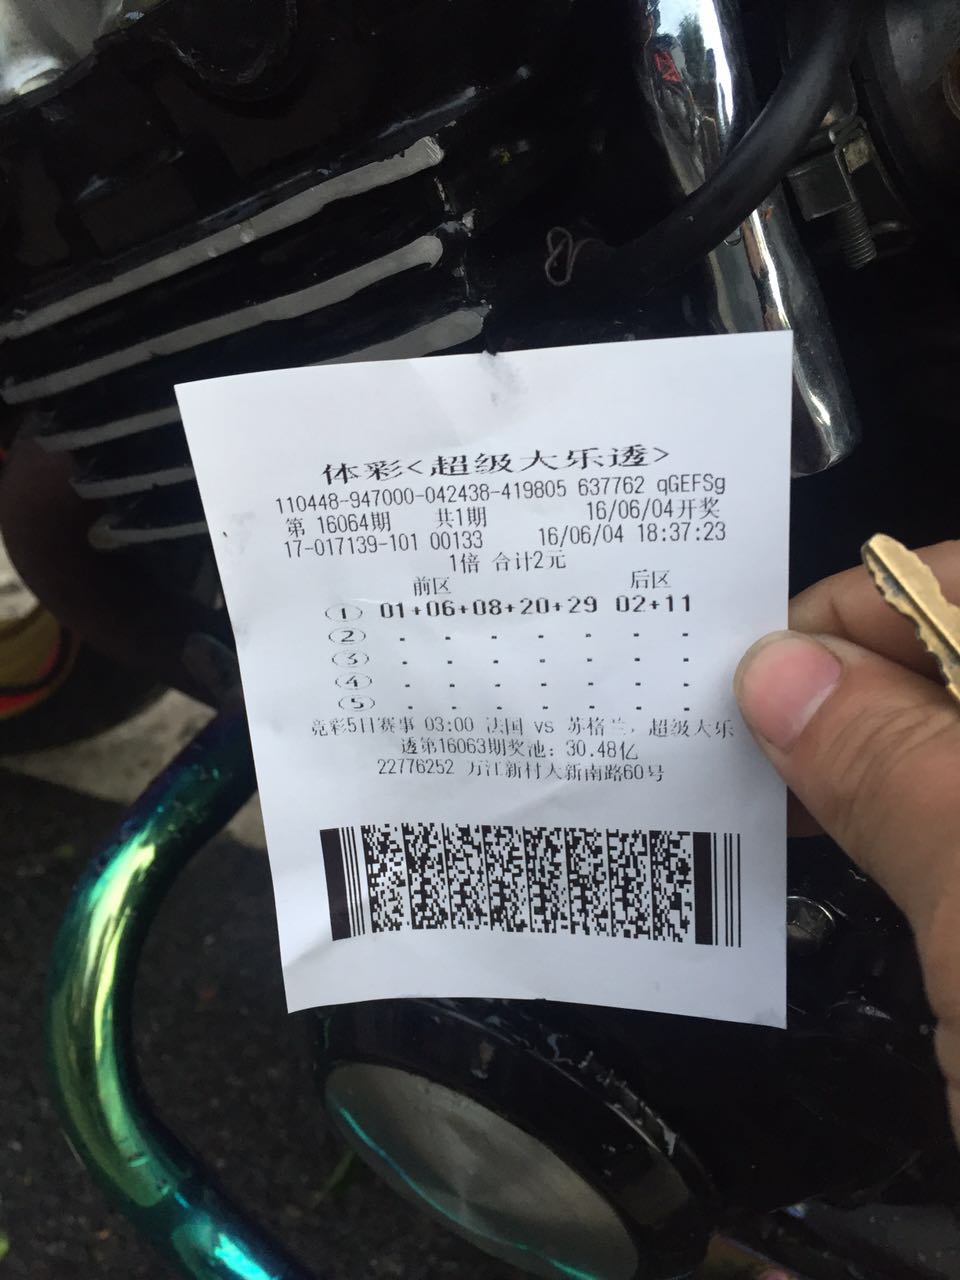 体彩<超级大乐透>
110448-947000-042438-419805 637762 qGEFSg
第 16064期 共1期 16/06/04开奖
17-017139-101 00133 16/06/04 18:37:23
1倍 合计2元
前区 后区
① 01+06+08+20+29 02+11
② - - - - - - -
③ - - - - - - -
④ - - - - - - -
⑤ - - - - - - -
竞彩5日赛事 03:00 法国 vs 苏格兰，超级大乐
透第16063期奖池：30.48亿
22776252 万江新村大新南路60号